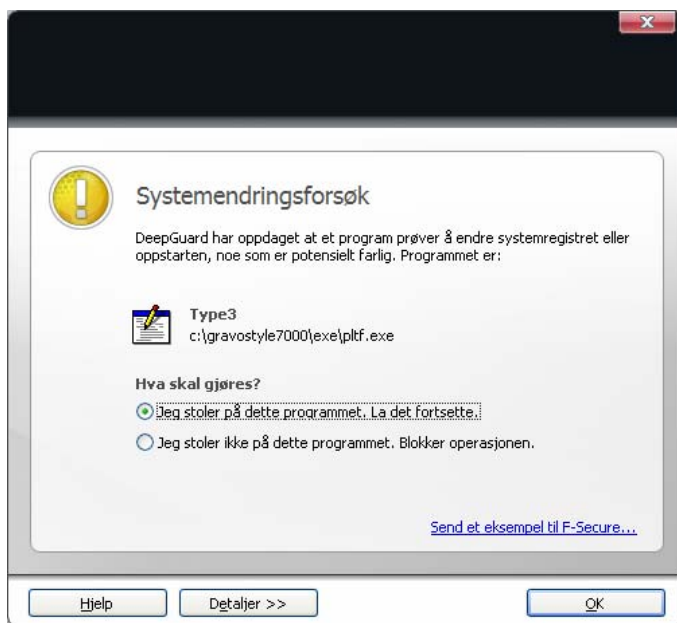 Systemendringsforsøk
DeepGuard har oppdaget at et program prøver å endre systemregistret eller
oppstarten, noe som er potensielt farlig. Programmet er:
Type3
c:\gravostyle7000\exe\pltf.exe
Hva skal gjøres?
Jeg stoler på dette programmet. La det fortsette.
Jeg stoler ikke på dette programmet. Blokker operasjonen.
Send et eksempel til F-Secure...
Hjelp
Detaljer >>
OK